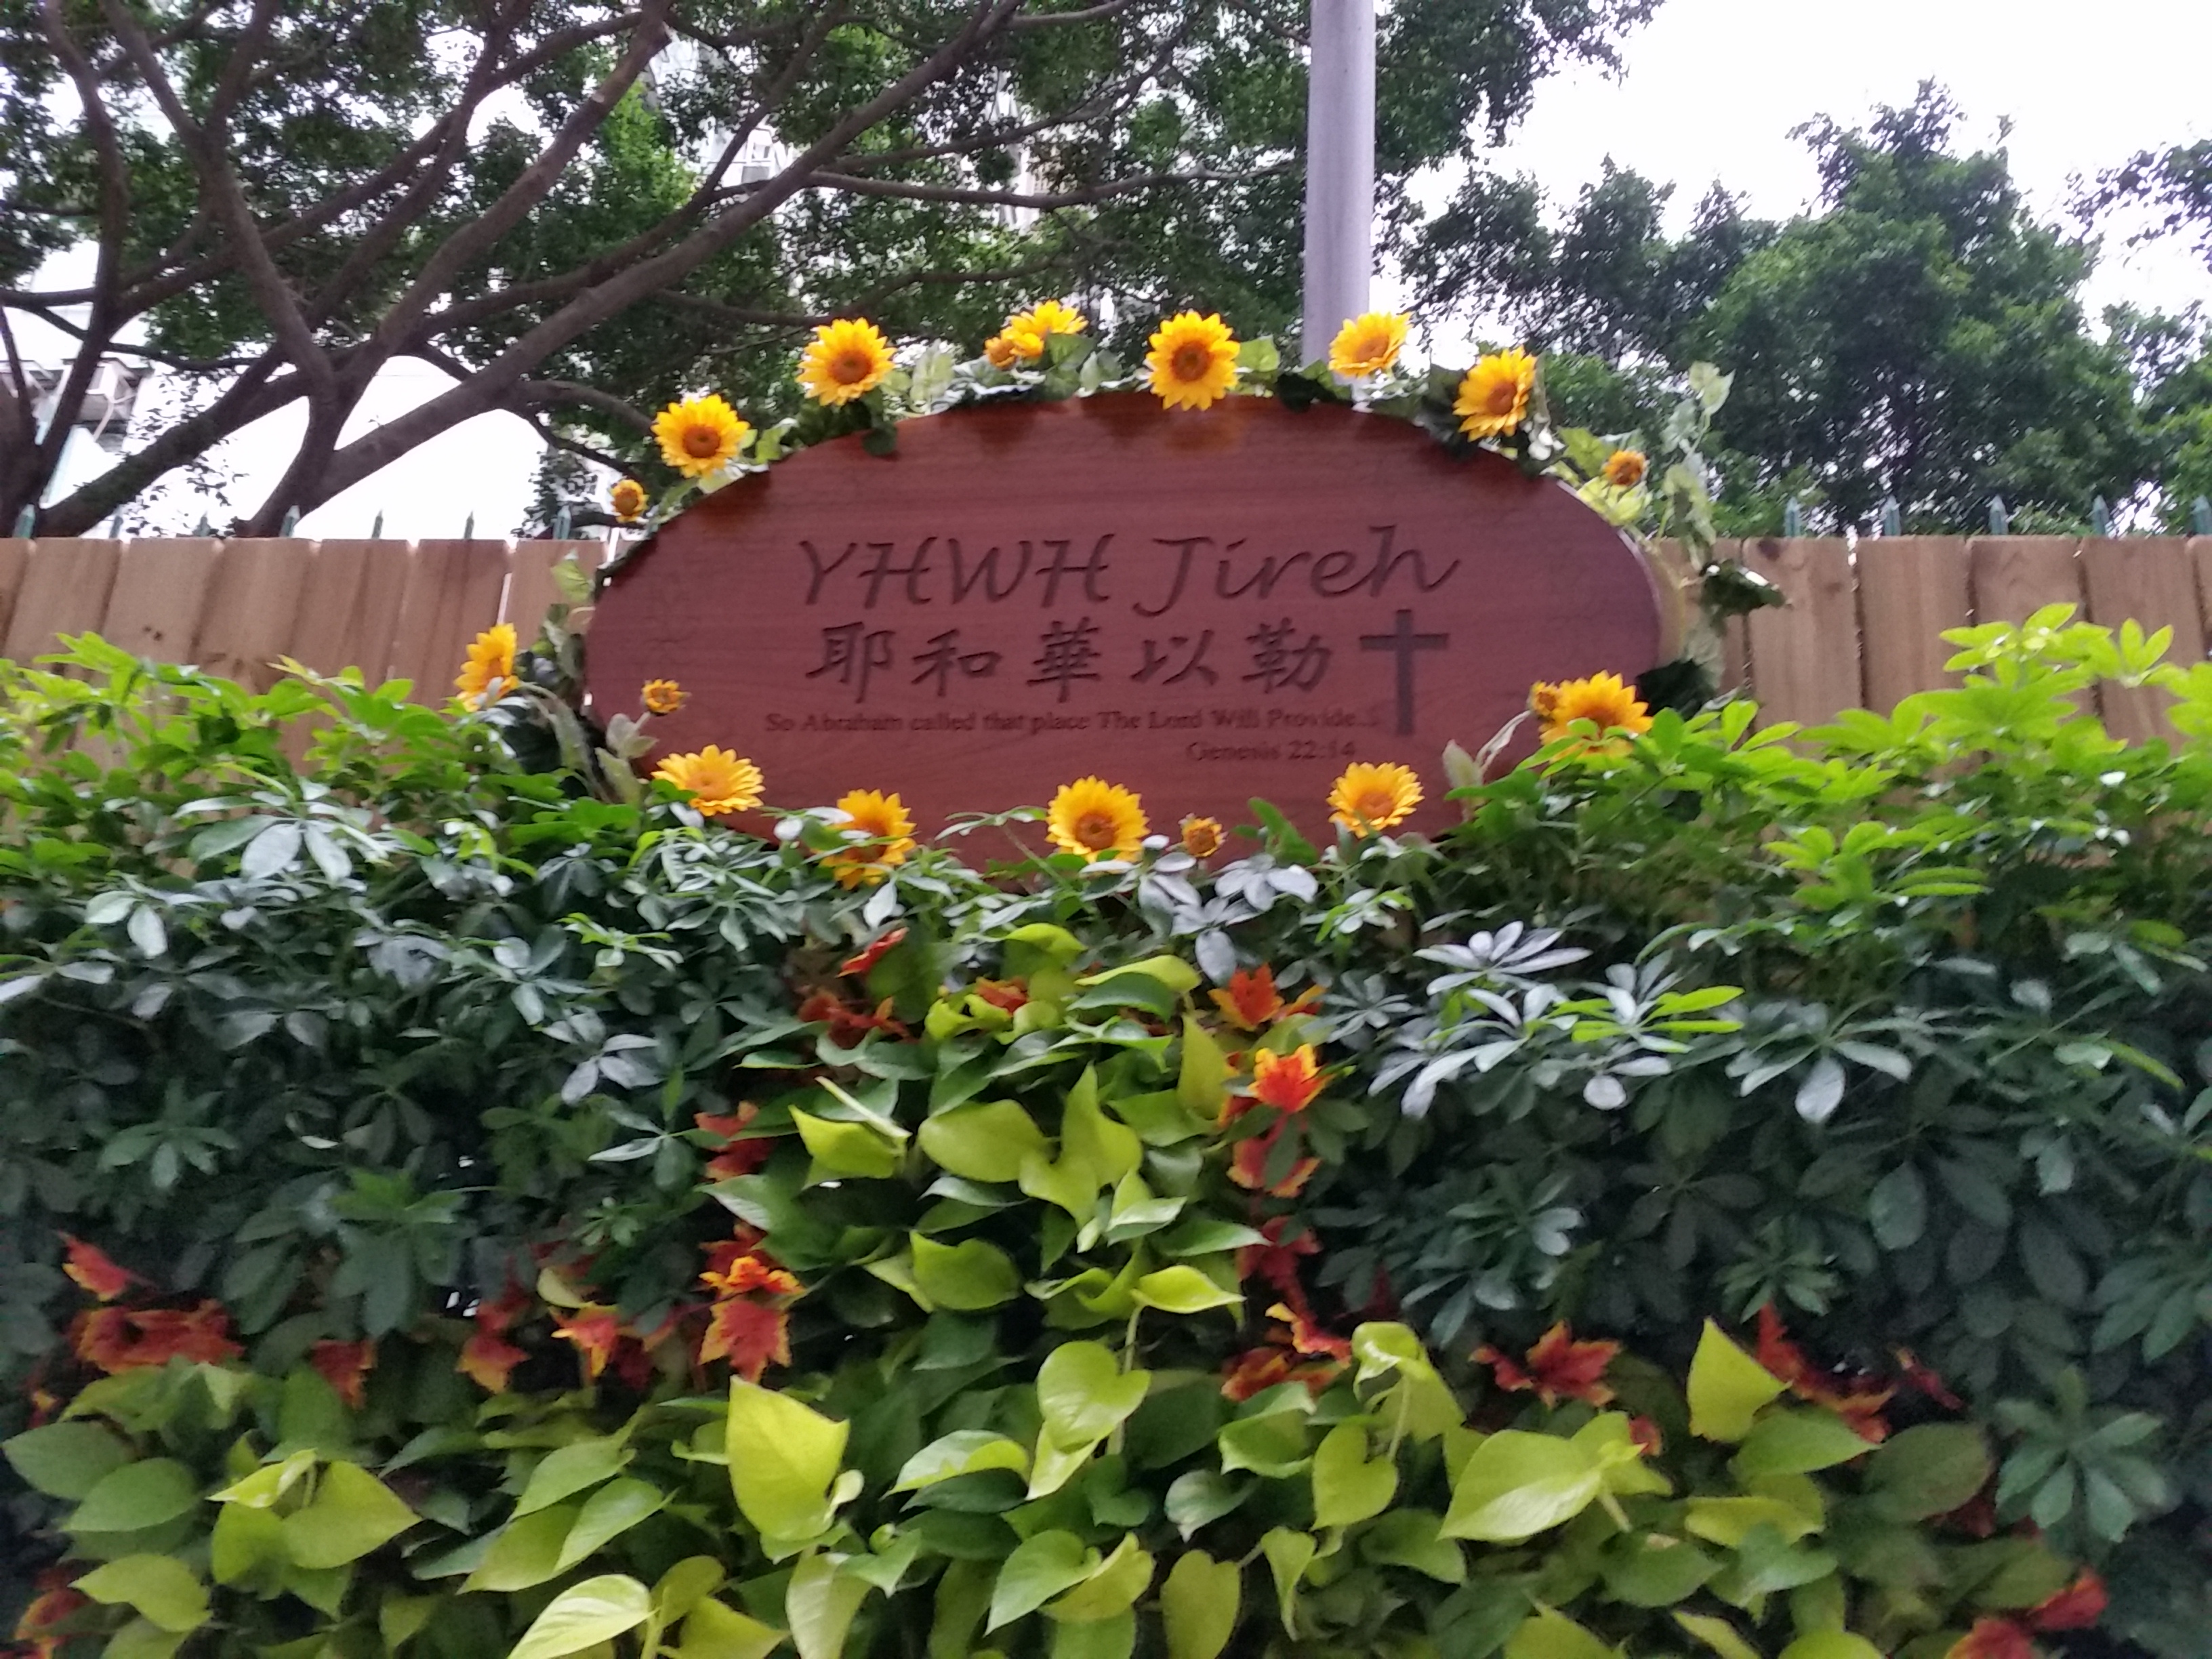 YHWH Jireh
耶和華以勒
So Abraham called that place The Lord Will Provide...
Genesis 22:14